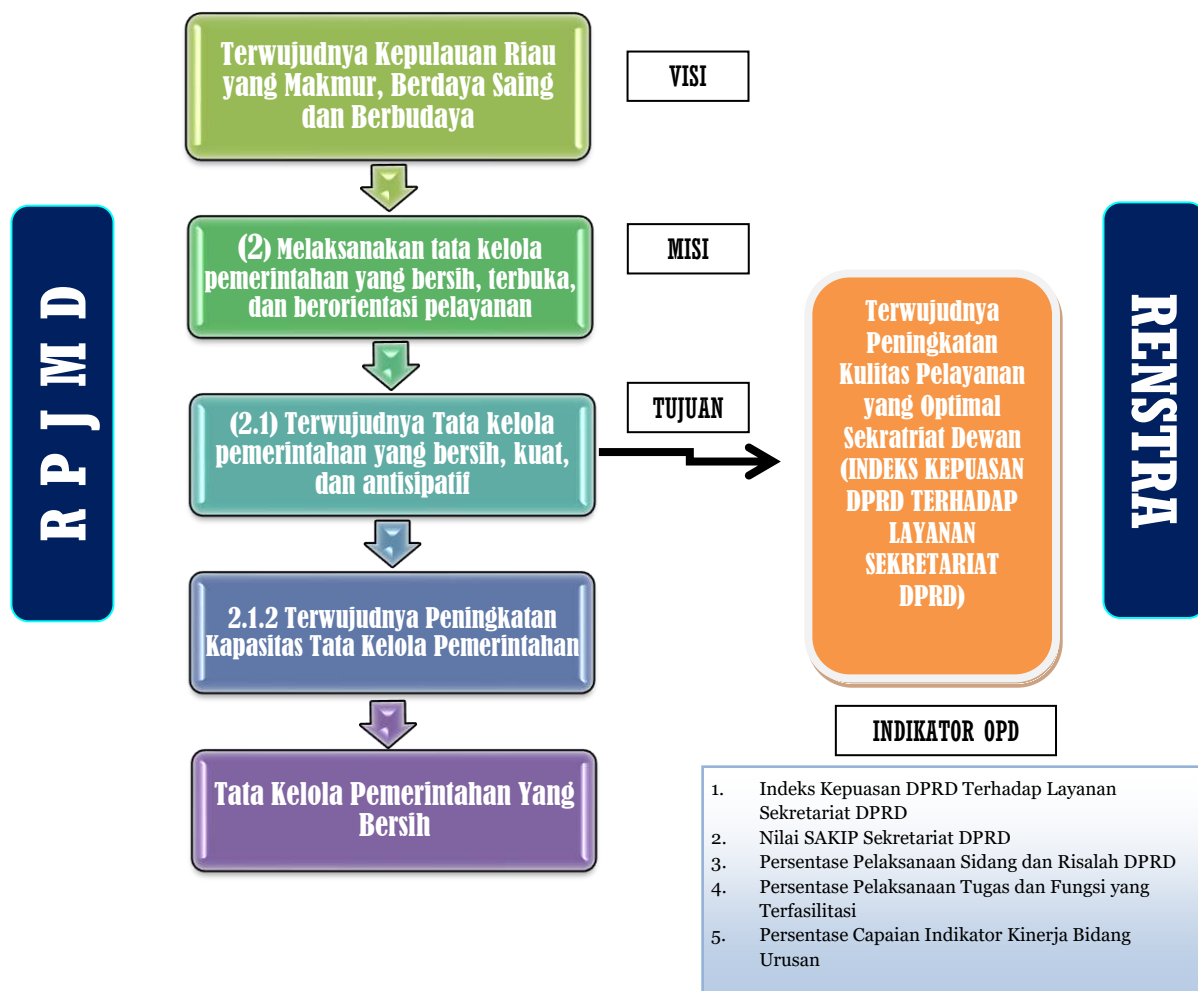 Terwujudnya Kepulauan Riau
yang Makmur, Berdaya Saing
dan Berbudaya
VISI
(2) Melaksanakan tata kelola
pemerintahan yang bersih, terbuka,
dan berorientasi pelayanan
MISI
(2.1) Terwujudnya Tata kelola
pemerintahan yang bersih, kuat,
dan antisipatif
TUJUAN
2.1.2 Terwujudnya Peningkatan
Kapasitas Tata Kelola Pemerintahan
Tata Kelola Pemerintahan Yang
Bersih
R P J M D
Terwujudnya
Peningkatan
Kulitas Pelayanan
yang Optimal
Sekratriat Dewan
(INDEKS KEPUASAN
DPRD TERHADAP
LAYANAN
SEKRETARIAT
DPRD)
RENSTRA
INDIKATOR OPD
1. Indeks Kepuasan DPRD Terhadap Layanan
Sekretariat DPRD
2. Nilai SAKIP Sekretariat DPRD
3. Persentase Pelaksanaan Sidang dan Risalah DPRD
4. Persentase Pelaksanaan Tugas dan Fungsi yang
Terfasilitasi
5. Persentase Capaian Indikator Kinerja Bidang
Urusan